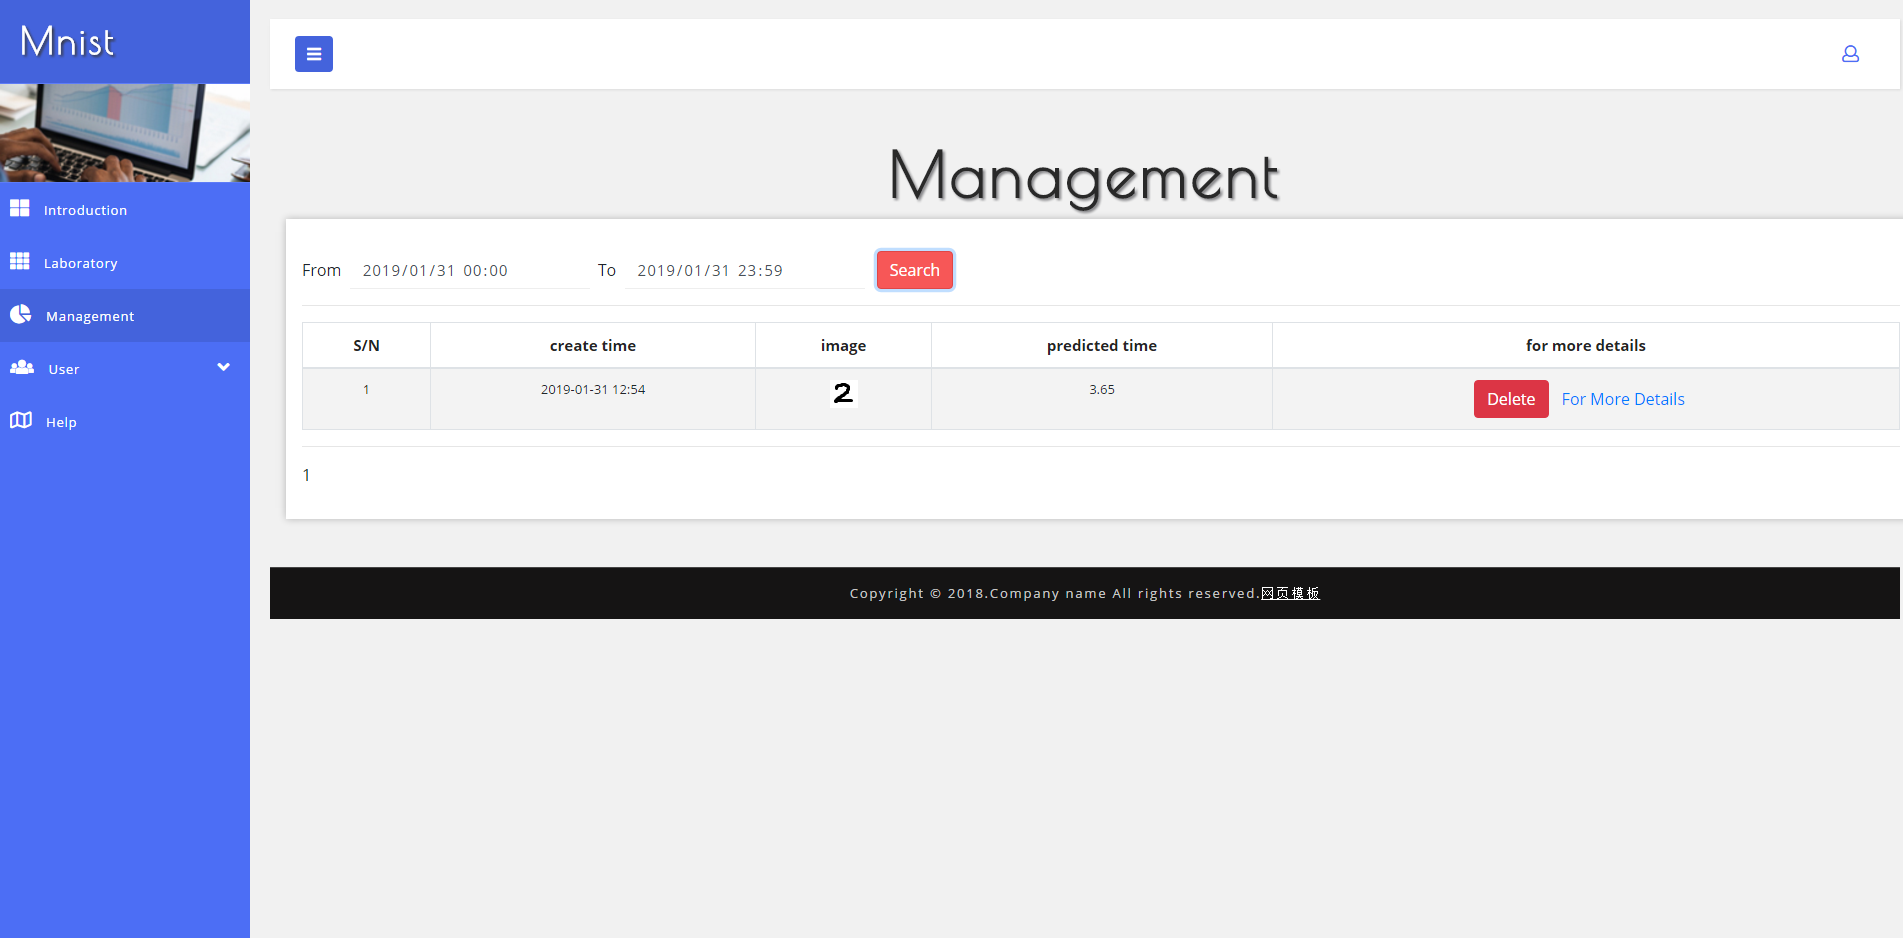 Mnist
Introduction
Laboratory
Management
User
Help
Management
From 2019/01/31 00:00 To 2019/01/31 23:59 Search
S/N create time image predicted time for more details
1 2019-01-31 12:54 2 3.65 Delete For More Details
1
Copyright © 2018.Company name All rights reserved.网页模板